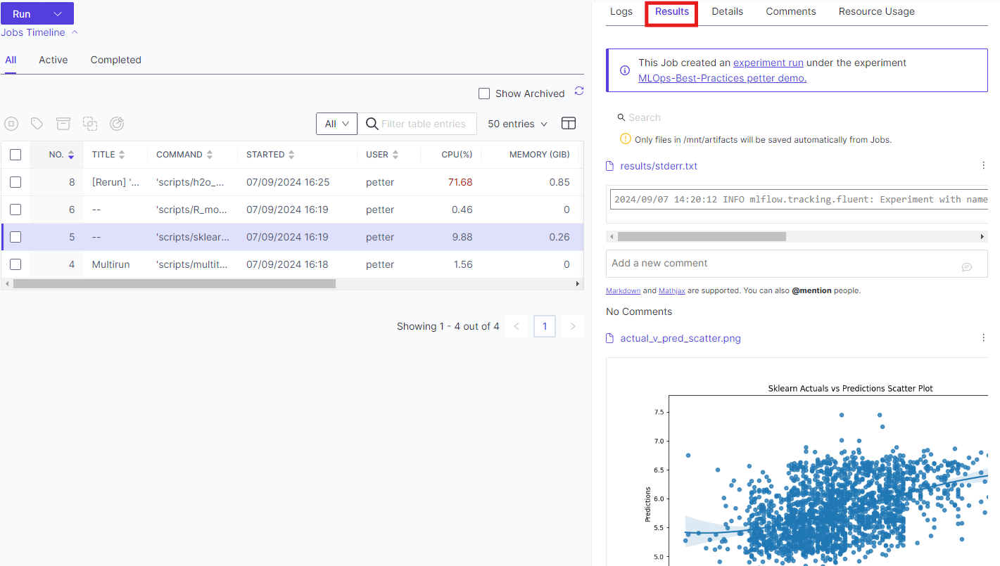 Run
Jobs Timeline
All Active Completed
Show Archived
All Filter table entries 50 entries
NO. TITLE COMMAND STARTED USER CPU(%) MEMORY (GIB)
8 [Rerun] '... 'scripts/h2o_... 07/09/2024 16:25 petter 71.68 0.85
6 -- 'scripts/R_mo... 07/09/2024 16:19 petter 0.46 0
5 -- 'scripts/sklear... 07/09/2024 16:19 petter 9.88 0.26
4 Multirun 'scripts/multit... 07/09/2024 16:18 petter 1.56 0
Showing 1 - 4 out of 4 < 1 >
Logs Results Details Comments Resource Usage
This Job created an experiment run under the experiment
MLOps-Best-Practices petter demo.
Search
Only files in /mnt/artifacts will be saved automatically from Jobs.
results/stderr.txt
2024/09/07 14:20:12 INFO mlflow.tracking.fluent: Experiment with name
Add a new comment
Markdown and Mathjax are supported. You can also @mention people.
No Comments
actual_v_pred_scatter.png
Sklearn Actuals vs Predictions Scatter Plot
7.5
7.0
6.5
6.0
5.5
5.0
Predictions